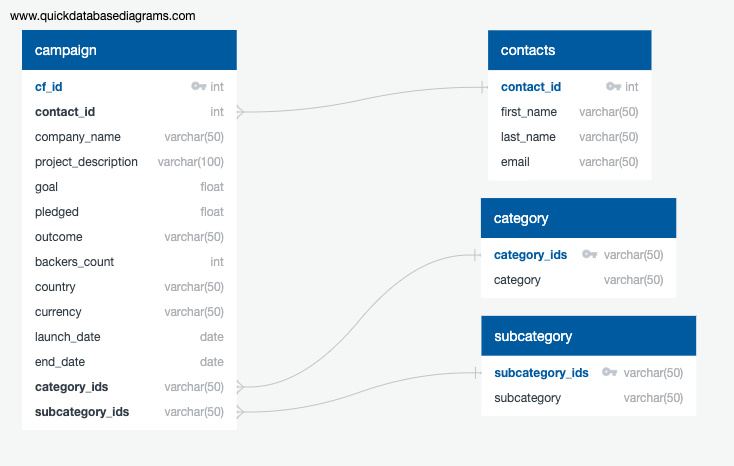 www.quickdatabasediagrams.com
campaign
cf_id int
contact_id int
company_name varchar(50)
project_description varchar(100)
goal float
pledged float
outcome varchar(50)
backers_count int
country varchar(50)
currency varchar(50)
launch_date date
end_date date
category_ids varchar(50)
subcategory_ids varchar(50)
contacts
contact_id int
first_name varchar(50)
last_name varchar(50)
email varchar(50)
category
category_ids varchar(50)
category varchar(50)
subcategory
subcategory_ids varchar(50)
subcategory varchar(50)